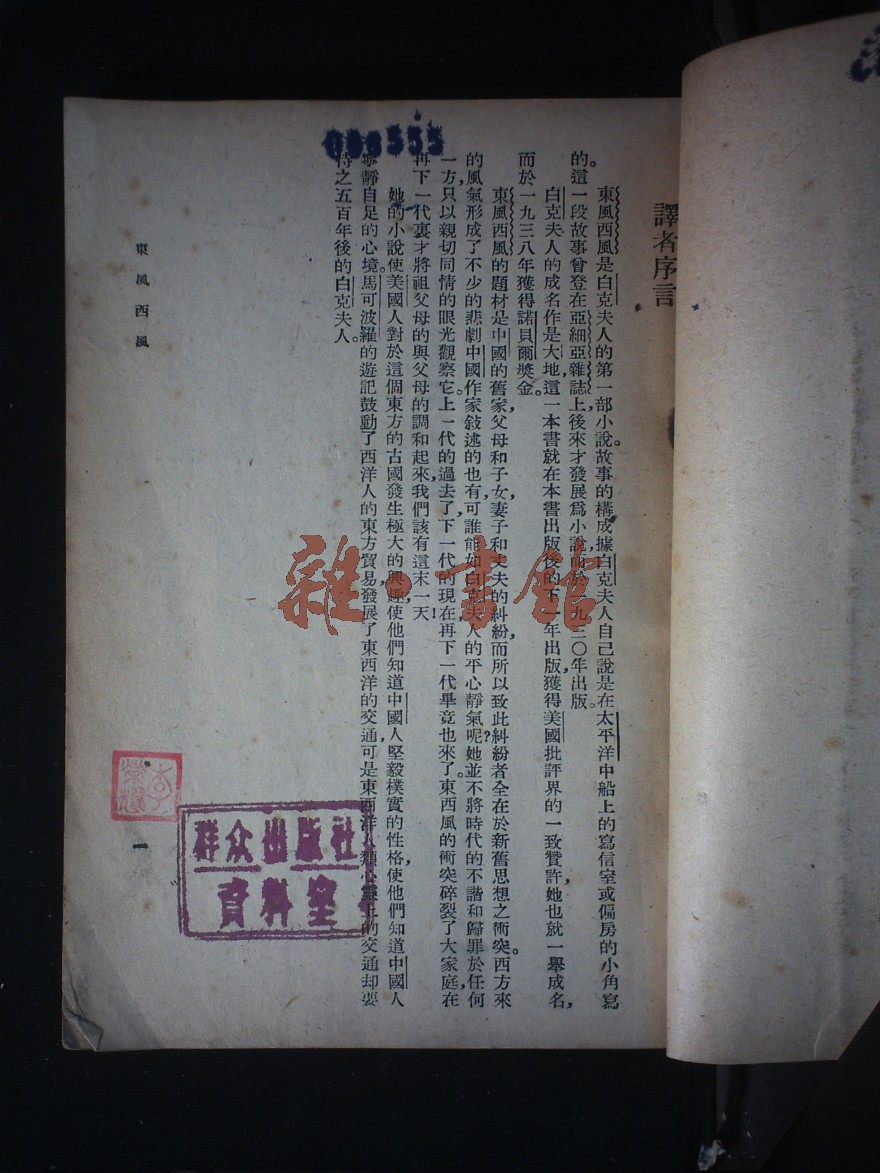 譯者序言
東風西風是白克夫人的第一部小說。故事的構成,據白克夫人自己說是在太平洋中船上的寫信室或偏房的小角寫
的。這一段故事曾登在亞細亞雜誌上,後來才發展爲小說,而於一九三〇年出版。
白克夫人的成名作是大地,這一本書就在本書出版後的下一年出版,獲得美國批評界的一致贊許,她也就一舉成名,
而於一九三八年獲得諾貝爾獎金。
東風西風的題材是中國的舊家,父母和子女,妻子和丈夫的糾紛,而所以致此糾紛者全在於新舊思想之衝突。西方來
的風氣形成了不少的悲劇,中國作家敍述的也有,可誰能如白克夫人的平心靜氣呢?她並不將時代的不諧和歸罪於任何
一方,只以親切同情的眼光觀察它。上一代的過去了,下一代的現在,再下一代畢竟也來了。東西風的衝突碎裂了大家庭,在
再下一代裏才將祖父母的與父母的調和起來,我們該有這末一天!
她的小說使美國人對於這個東方的古國發生極大的興趣,使他們知道中國人堅毅樸實的性格,使他們知道中國人
寧靜自足的心境。馬可波羅的遊記鼓動了西洋人的東方貿易,發展了東西洋的交通,可是東西洋人類心靈上的交通却要
待之五百年後的白克夫人。
東風西風
一
000555
群众出版社
資料室
雜·書館